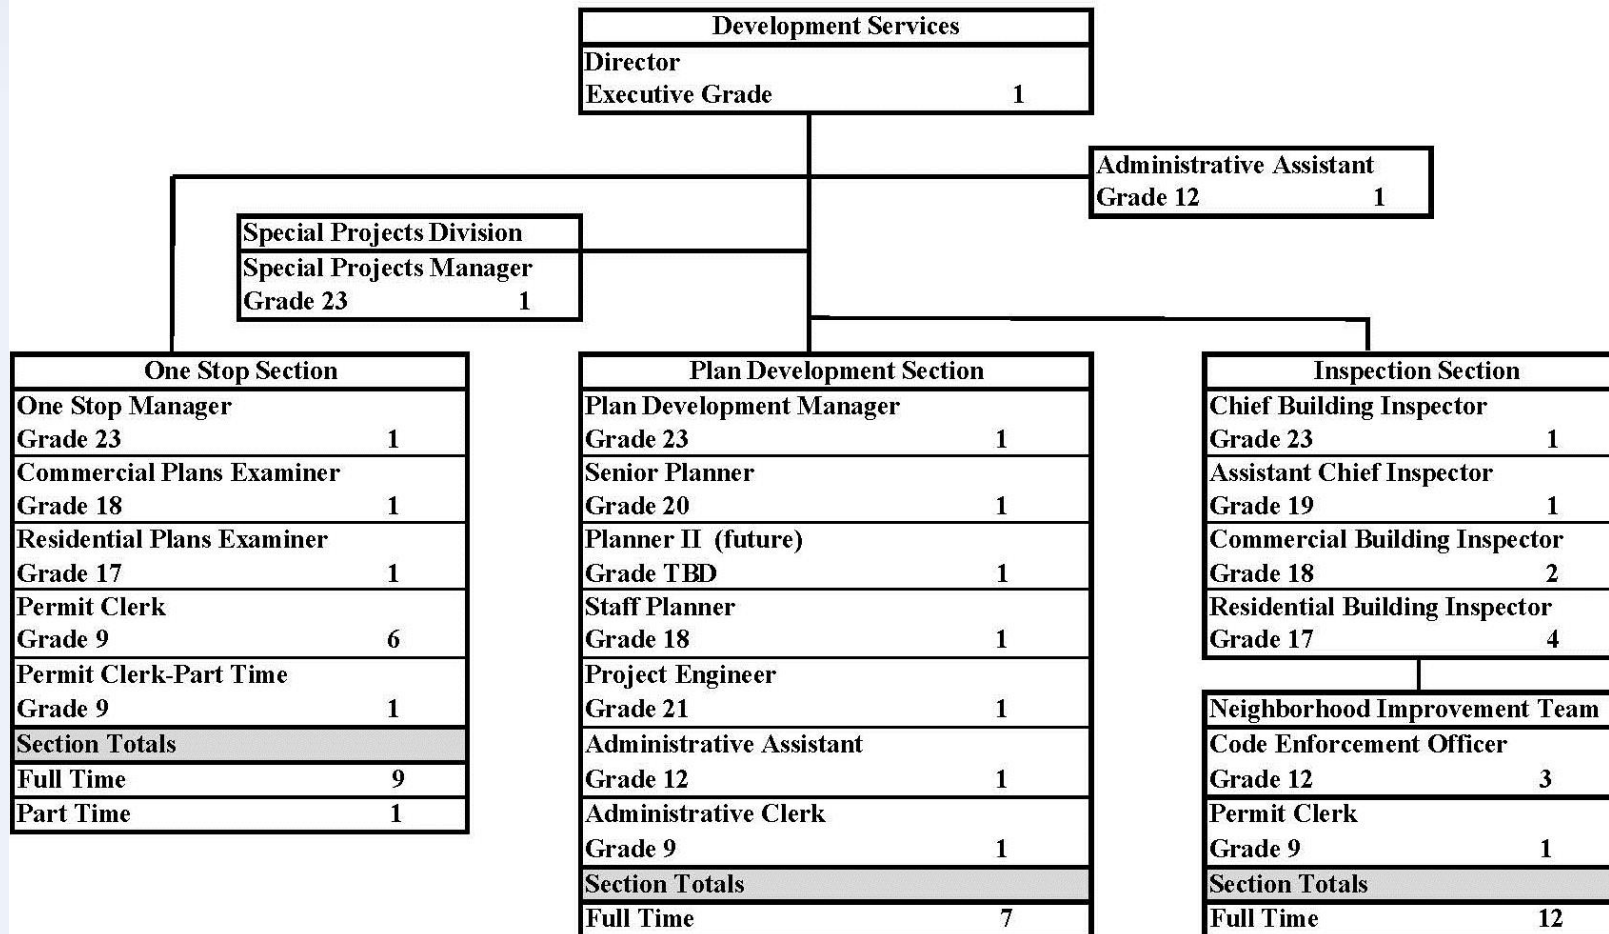 Development Services
Director
Executive Grade 1
Administrative Assistant
Grade 12 1
Special Projects Division
Special Projects Manager
Grade 23 1
One Stop Section
One Stop Manager
Grade 23 1
Commercial Plans Examiner
Grade 18 1
Residential Plans Examiner
Grade 17 1
Permit Clerk
Grade 9 6
Permit Clerk-Part Time
Grade 9 1
Section Totals
Full Time 9
Part Time 1
Plan Development Section
Plan Development Manager
Grade 23 1
Senior Planner
Grade 20 1
Planner II (future)
Grade TBD 1
Staff Planner
Grade 18 1
Project Engineer
Grade 21 1
Administrative Assistant
Grade 12 1
Administrative Clerk
Grade 9 1
Section Totals
Full Time 7
Inspection Section
Chief Building Inspector
Grade 23 1
Assistant Chief Inspector
Grade 19 1
Commercial Building Inspector
Grade 18 2
Residential Building Inspector
Grade 17 4
Neighborhood Improvement Team
Code Enforcement Officer
Grade 12 3
Permit Clerk
Grade 9 1
Section Totals
Full Time 12